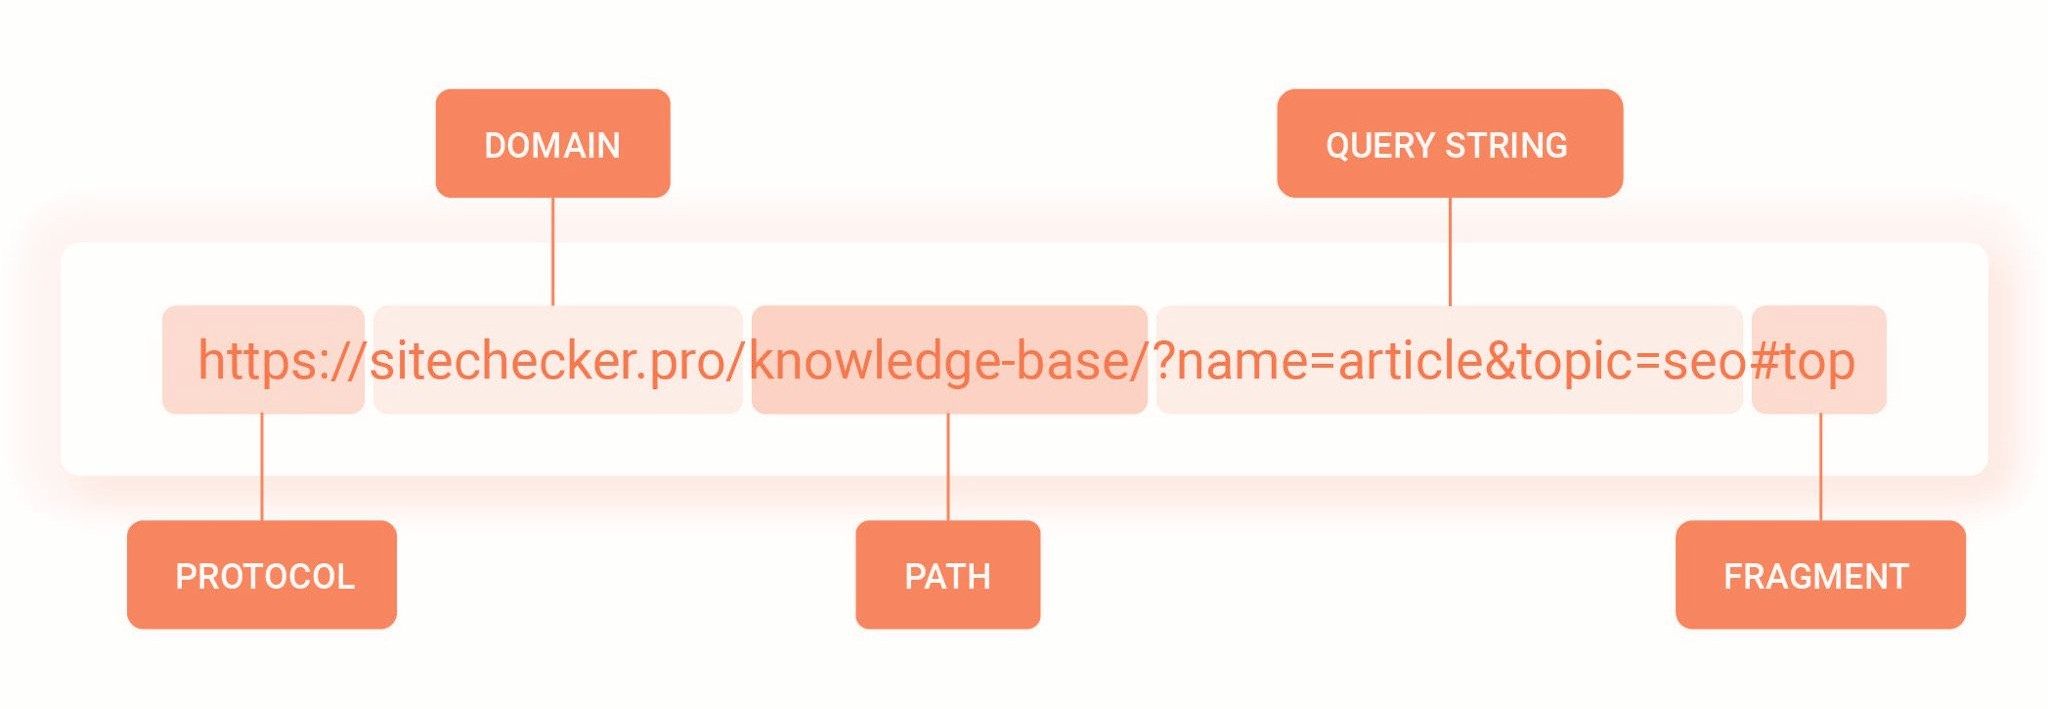 DOMAIN
QUERY STRING
https://sitechecker.pro/knowledge-base/?name=article&topic=seo#top
PROTOCOL
PATH
FRAGMENT